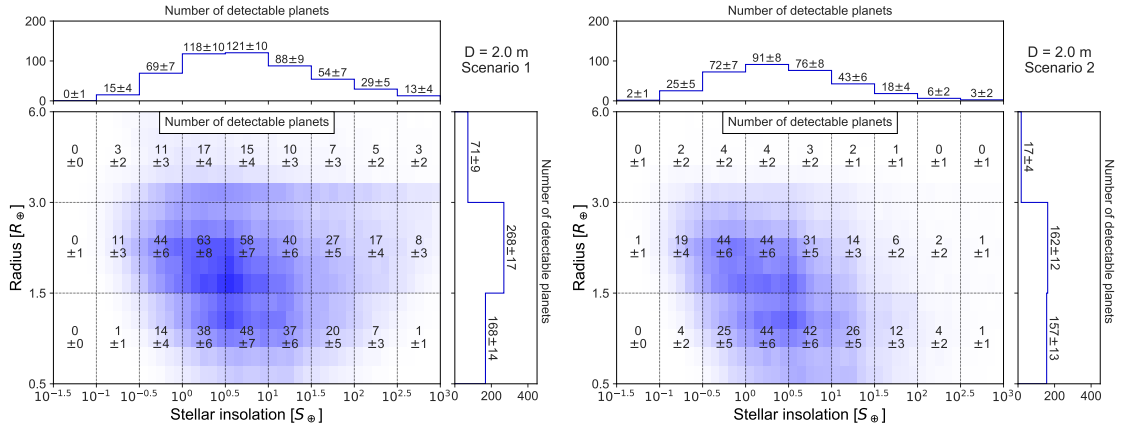 Number of detectable planets
200
100
0
0±1
15±4
69±7
118±10
121±10
88±9
54±7
29±5
13±4
D = 2.0 m
Scenario 1
Number of detectable planets
6.0
3.0
1.5
0.5
Radius [R⊕]
0 3 11 17 15 10 7 5 3
±0 ±2 ±3 ±4 ±4 ±3 ±3 ±2 ±2
0 11 44 63 58 40 27 17 8
±1 ±3 ±6 ±8 ±7 ±6 ±5 ±4 ±3
0 1 14 38 48 37 20 7 1
±0 ±1 ±4 ±6 ±7 ±6 ±5 ±3 ±1
10^−1.5 10^−1 10^−0.5 10^0 10^0.5 10^1 10^1.5 10^2 10^2.5
Stellar insolation [S⊕]
71±9
268±17
168±14
0 200 400
Number of detectable planets
Number of detectable planets
200
100
0
2±1
25±5
72±7
91±8
76±8
43±6
18±4
6±2
3±2
D = 2.0 m
Scenario 2
Number of detectable planets
6.0
3.0
1.5
0.5
Radius [R⊕]
0 2 4 4 3 2 1 0 0
±1 ±2 ±2 ±2 ±2 ±1 ±1 ±1 ±1
1 19 44 44 31 14 6 2 1
±1 ±4 ±6 ±6 ±5 ±3 ±2 ±2 ±1
0 4 25 44 42 26 12 4 1
±0 ±2 ±5 ±6 ±6 ±5 ±3 ±2 ±1
10^−1.5 10^−1 10^−0.5 10^0 10^0.5 10^1 10^1.5 10^2 10^2.5
Stellar insolation [S⊕]
17±4
162±12
157±13
0 200 400
Number of detectable planets